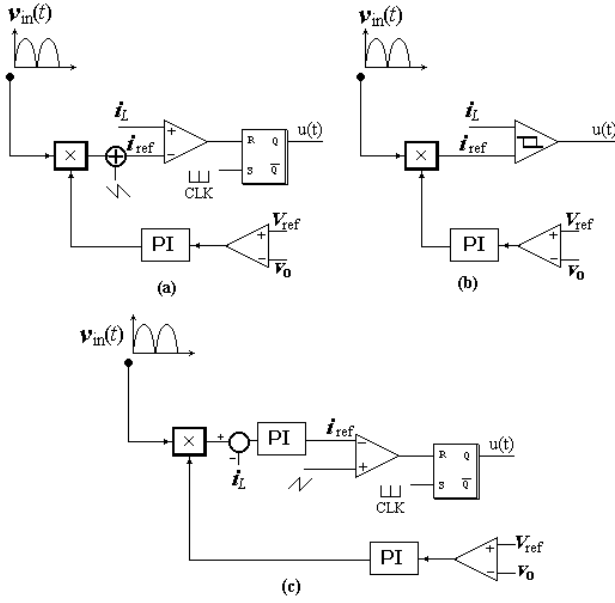 v_in(t)
i_L
+
i_ref
−
×
R Q
S Q̅
u(t)
CLK
PI
+
V_ref
−
v_o
(a)
v_in(t)
i_L
i_ref
×
u(t)
PI
+
V_ref
−
v_o
(b)
v_in(t)
×
+
−
i_L
PI
i_ref
−
+
R Q
S Q̅
u(t)
CLK
PI
+
V_ref
−
v_o
(c)